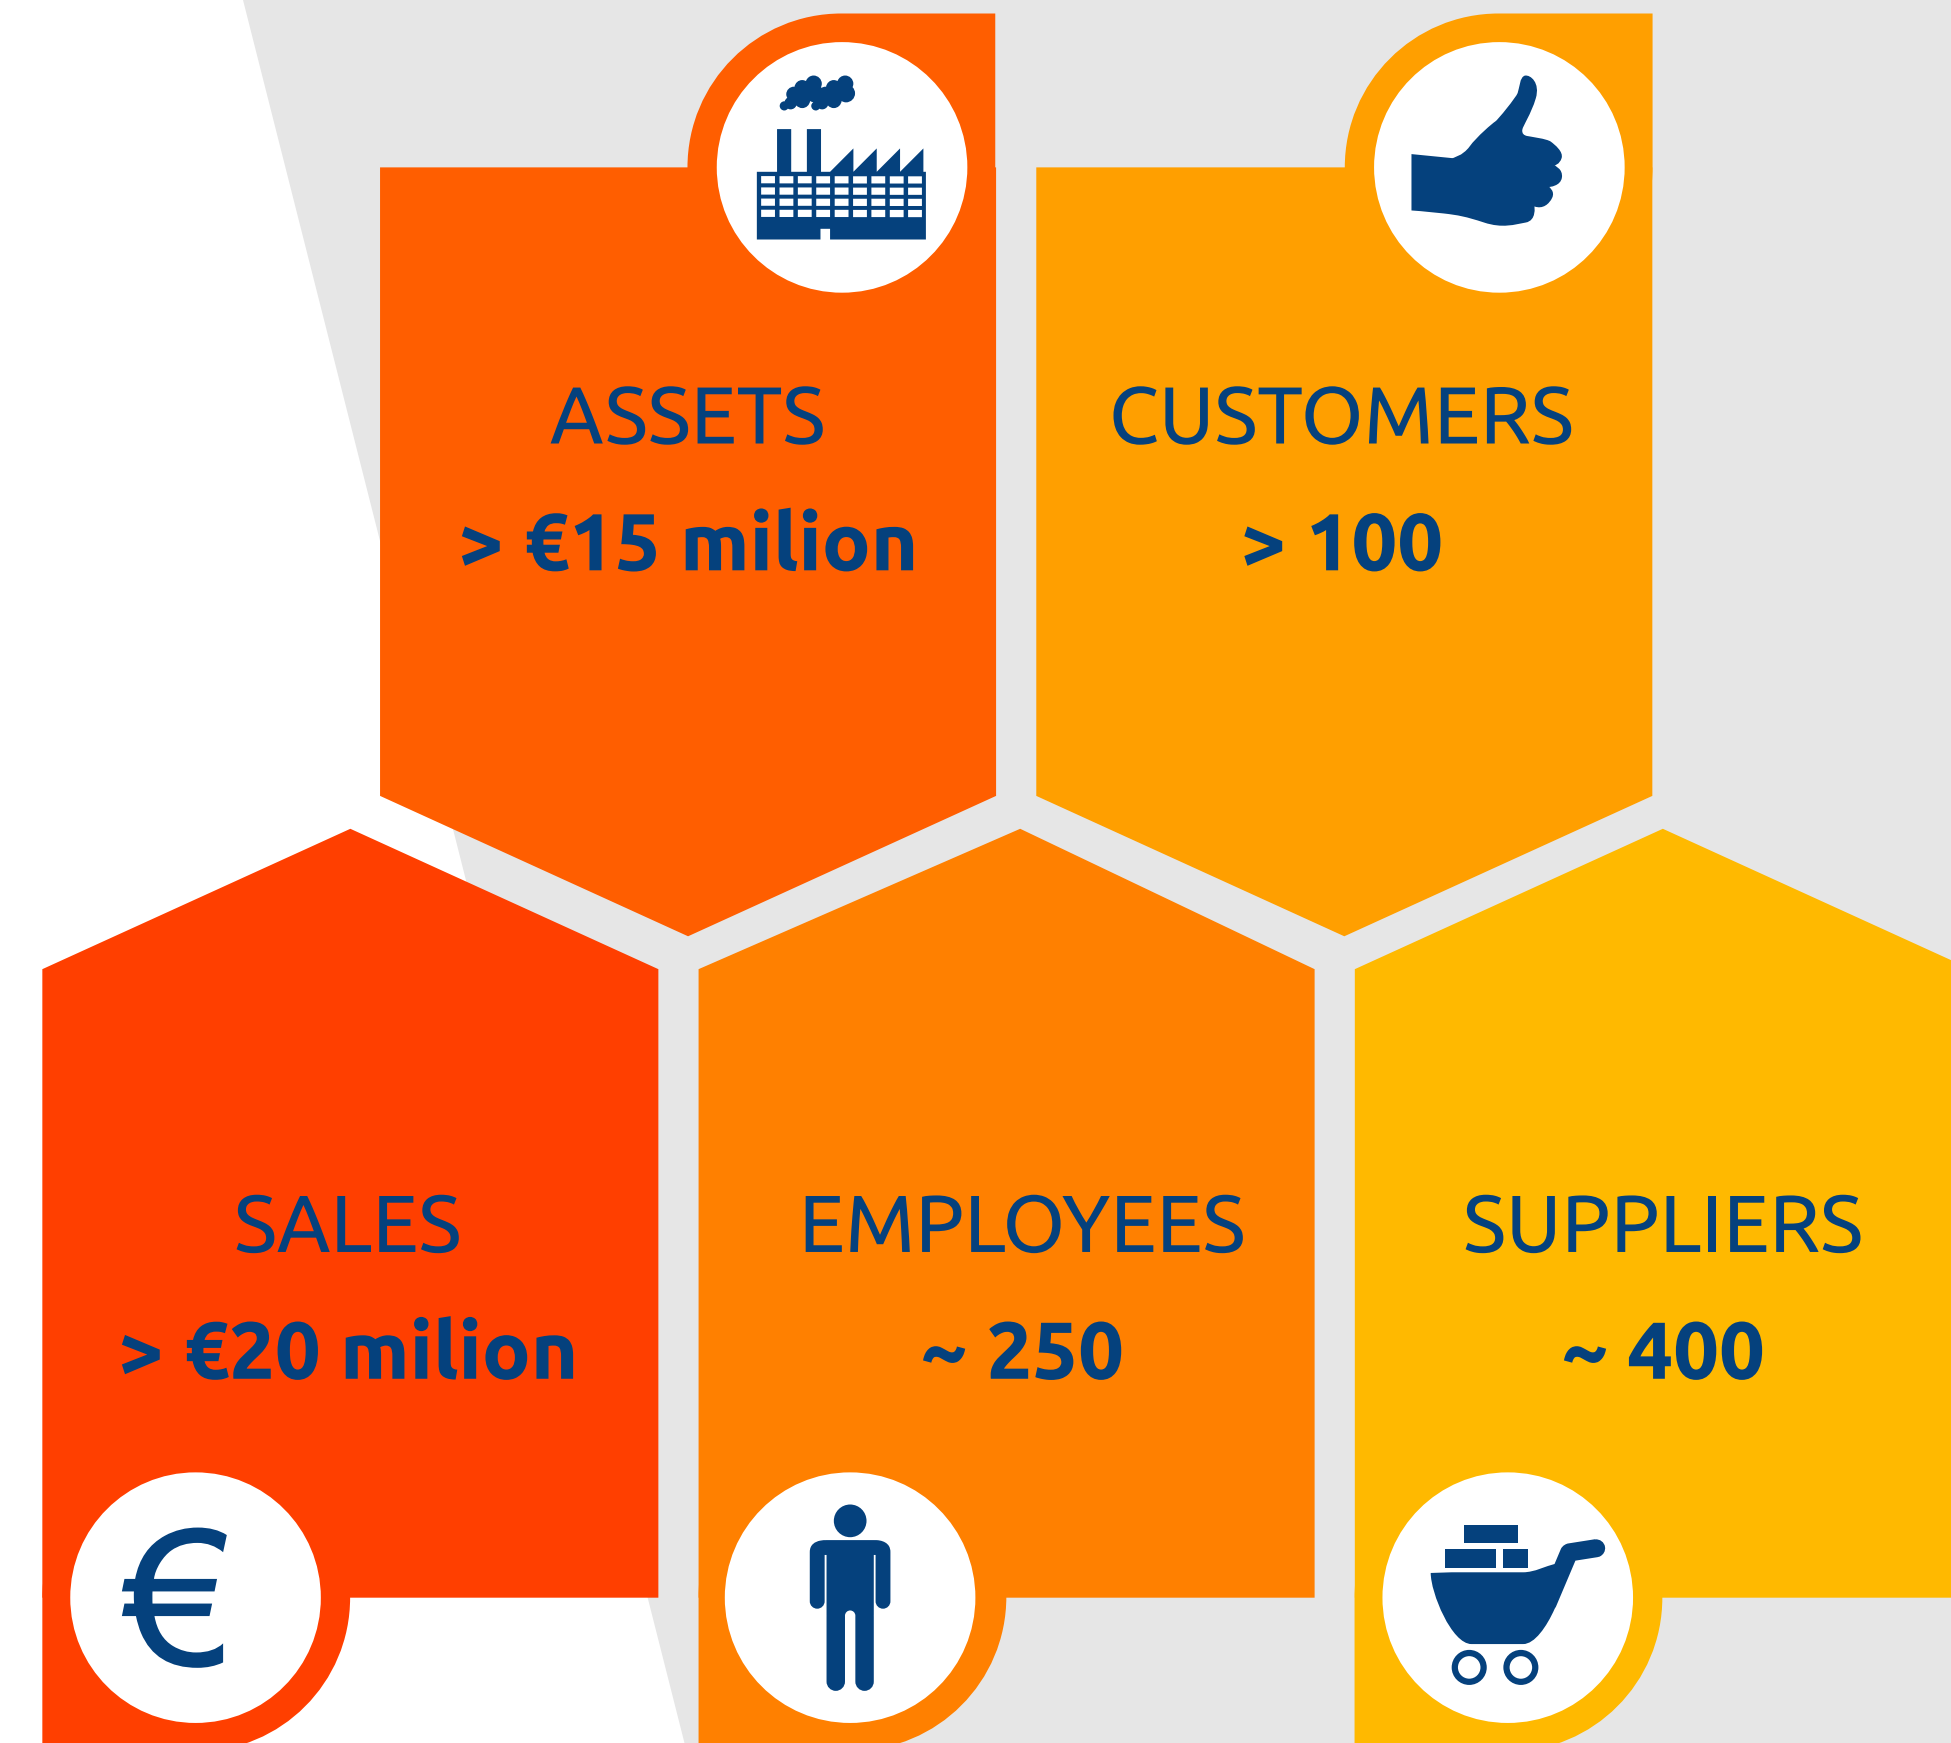 ASSETS
> €15 milion
CUSTOMERS
> 100
SALES
> €20 milion
EMPLOYEES
~ 250
SUPPLIERS
~ 400
€